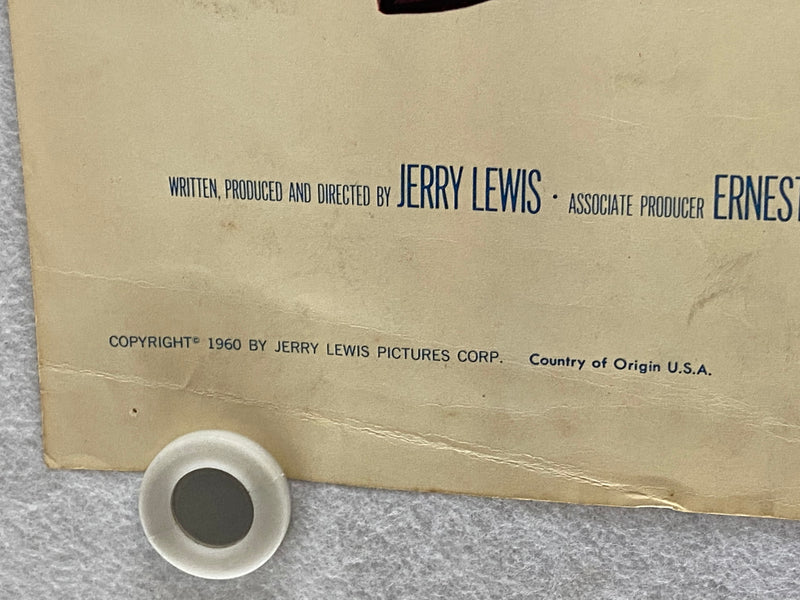 WRITTEN, PRODUCED AND DIRECTED BY JERRY LEWIS · ASSOCIATE PRODUCER ERNEST
COPYRIGHT© 1960 BY JERRY LEWIS PICTURES CORP. Country of Origin U.S.A.